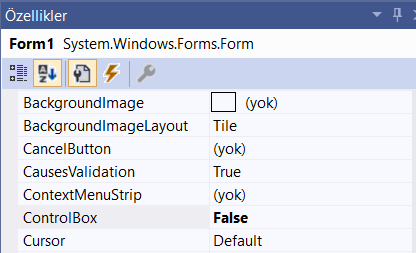 Özellikler
Form1 System.Windows.Forms.Form
BackgroundImage (yok)
BackgroundImageLayout Tile
CancelButton (yok)
CausesValidation True
ContextMenuStrip (yok)
ControlBox False
Cursor Default